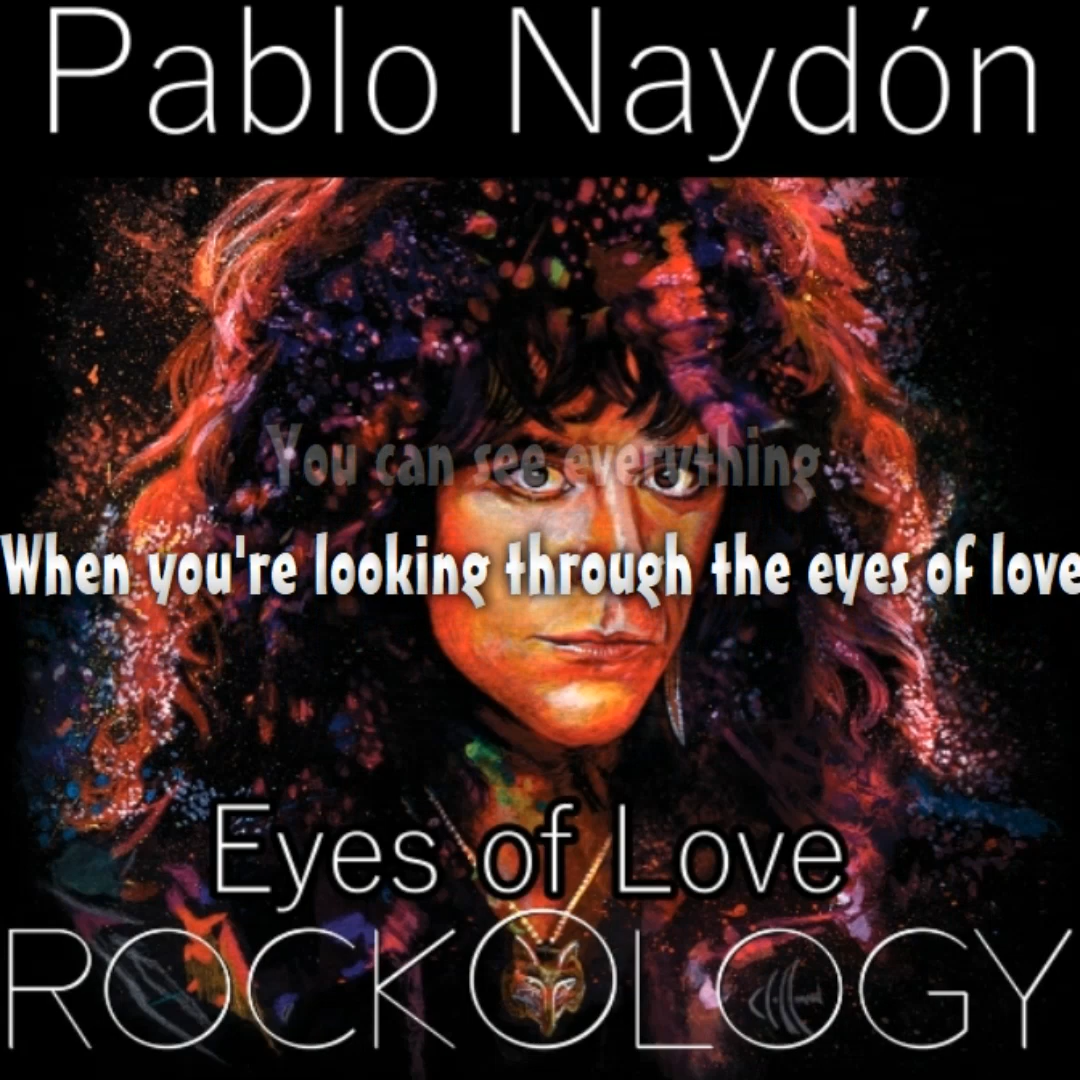 Pablo Naydón
You can see everything
When you're looking through the eyes of love
Eyes of Love
ROCKOLOGY